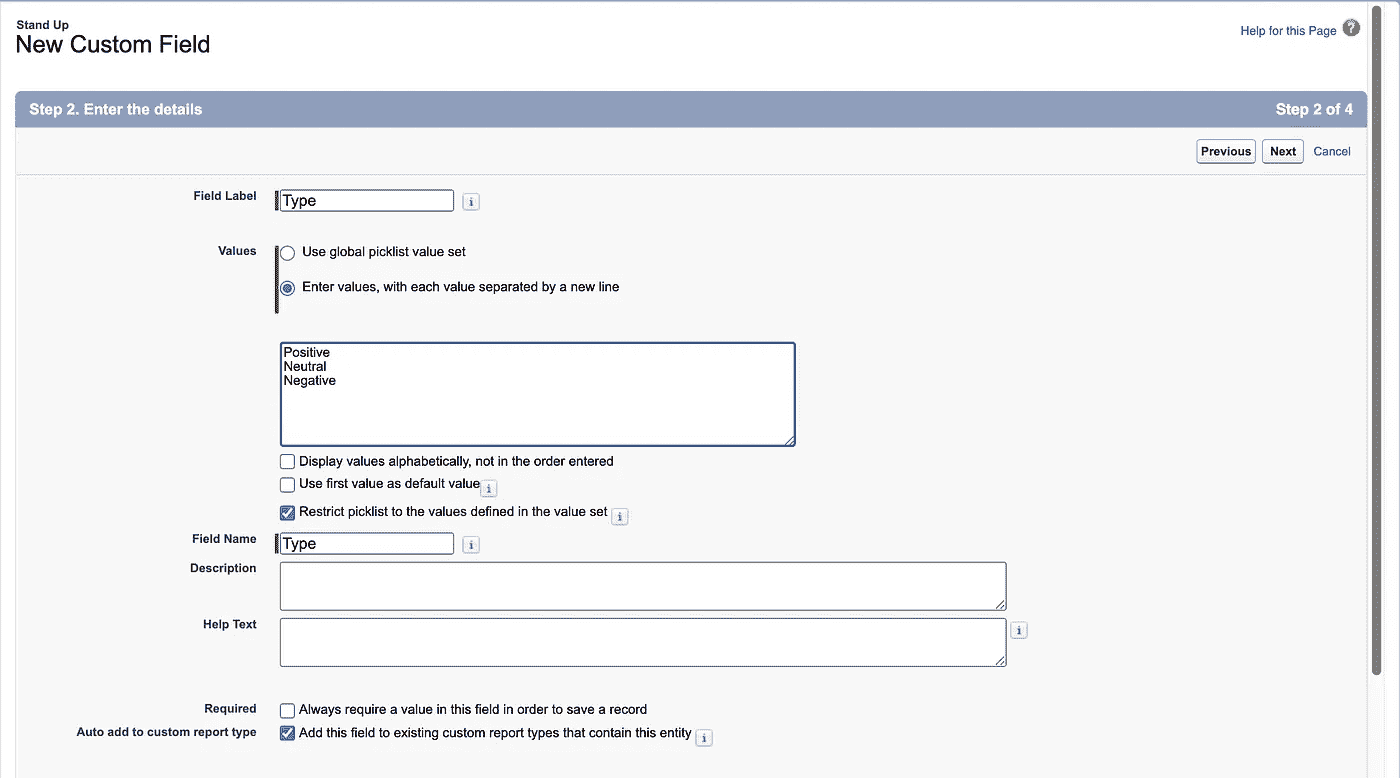 Stand Up
New Custom Field
Help for this Page ?
Step 2. Enter the details Step 2 of 4
Previous Next Cancel
Field Label Type i
Values Use global picklist value set
Enter values, with each value separated by a new line
Positive
Neutral
Negative
Display values alphabetically, not in the order entered
Use first value as default value i
Restrict picklist to the values defined in the value set i
Field Name Type i
Description
Help Text i
Required Always require a value in this field in order to save a record
Auto add to custom report type Add this field to existing custom report types that contain this entity i